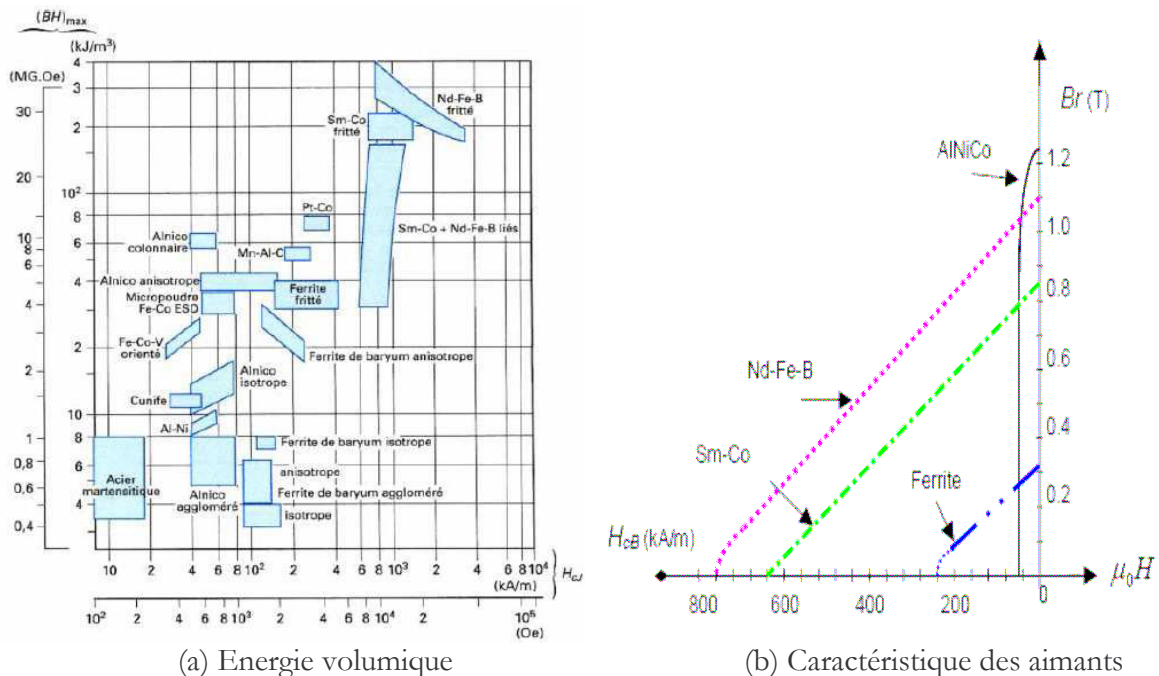 (BH)max
(kJ/m³)
(MG.Oe)
4
3
2
10²
8
6
4
2
10
8
6
4
30
20
10
8
6
4
2
1
0,8
0,6
0,4
Nd-Fe-B
fritté
Sm-Co
fritté
Pt-Co
Sm-Co + Nd-Fe-B liés
Alnico
colonnaire
Mn-Al-C
Alnico anisotrope
Ferrite
fritté
Micropoudre
Fe-Co ESD
Fe-Co-V
orienté
Ferrite de baryum anisotrope
Alnico
isotrope
Cunife
Al-Ni
Ferrite de baryum isotrope
anisotrope
Acier
martensitique
Ferrite de baryum aggloméré
Alnico
aggloméré
isotrope
10 2 4 6 8 10² 2 4 6 8 10³ 2 4 6 8 10⁴
(kA/m)
HcJ
10² 2 4 6 8 10³ 2 4 6 8 10⁴ 2 4 6 8 10⁵
(Oe)
(a) Energie volumique
Br (T)
AlNiCo
1.2
1.0
0.8
0.6
0.4
0.2
0
Nd-Fe-B
Sm-Co
Ferrite
HcB (kA/m)
μ₀H
800 600 400 200
(b) Caractéristique des aimants